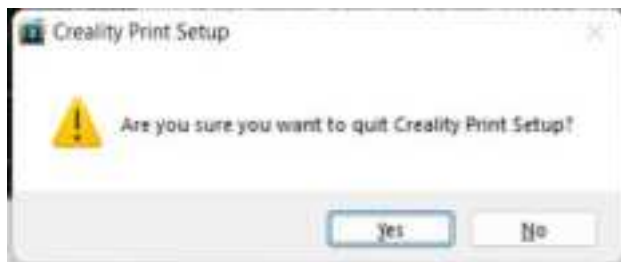 Creality Print Setup
Are you sure you want to quit Creality Print Setup?
Yes
No